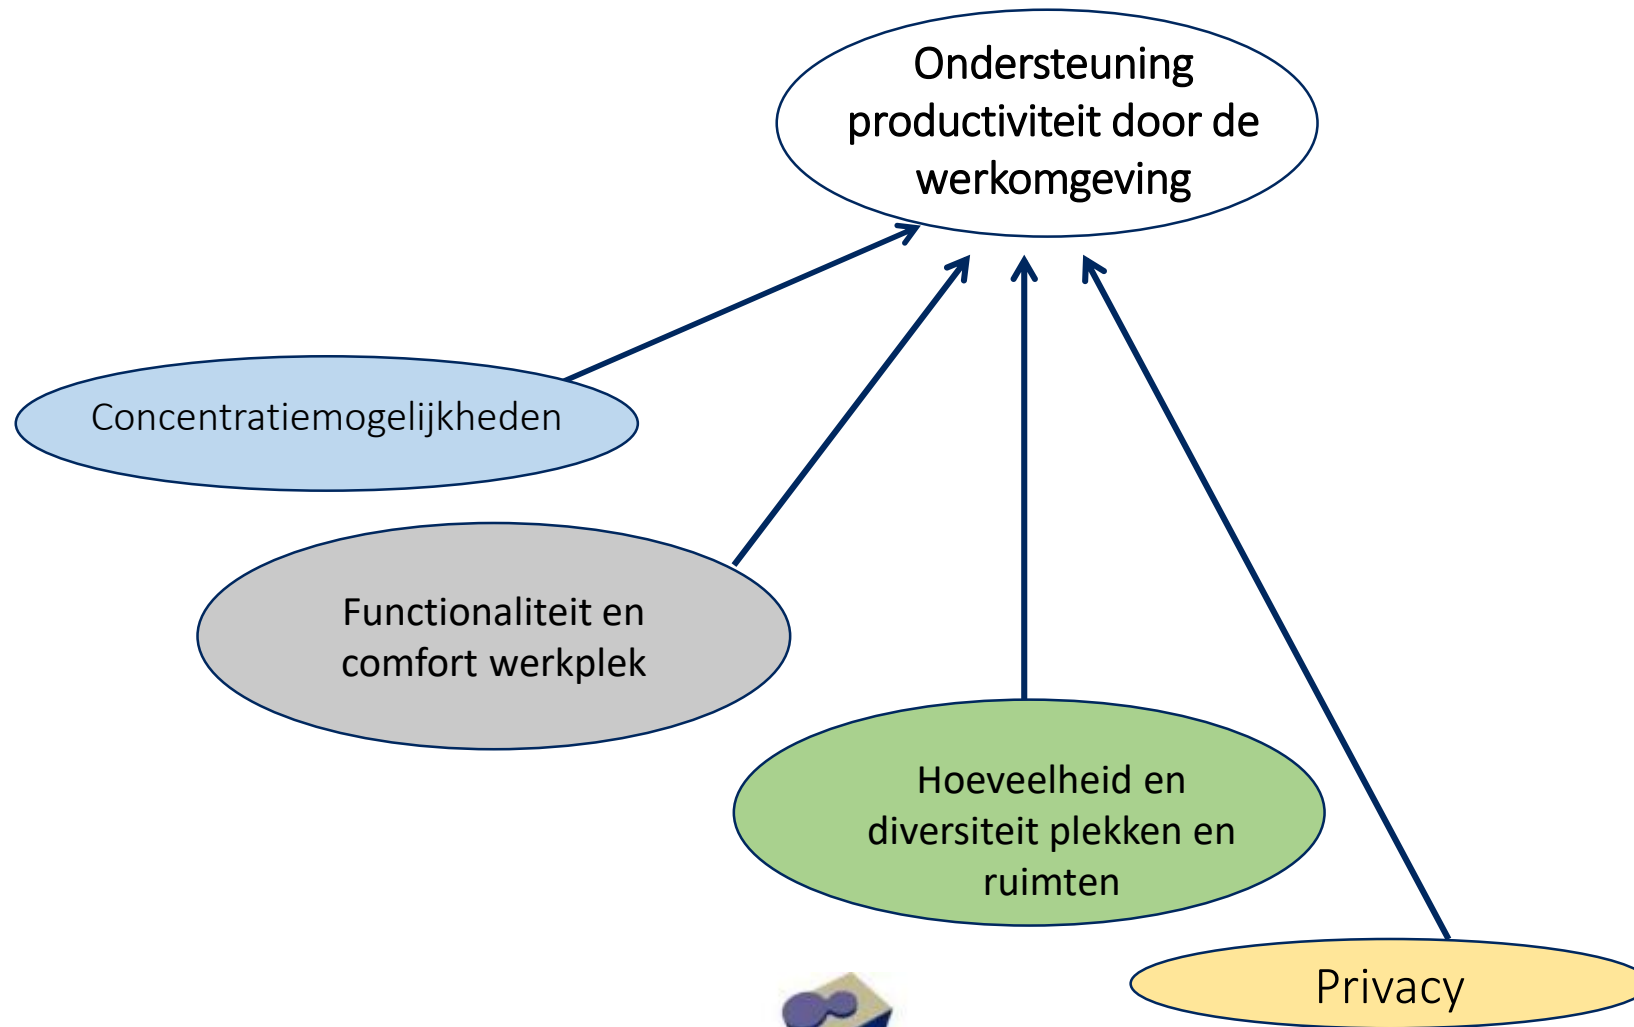 Ondersteuning
productiviteit door de
werkomgeving
Concentratiemogelijkheden
Functionaliteit en
comfort werkplek
Hoeveelheid en
diversiteit plekken en
ruimten
Privacy